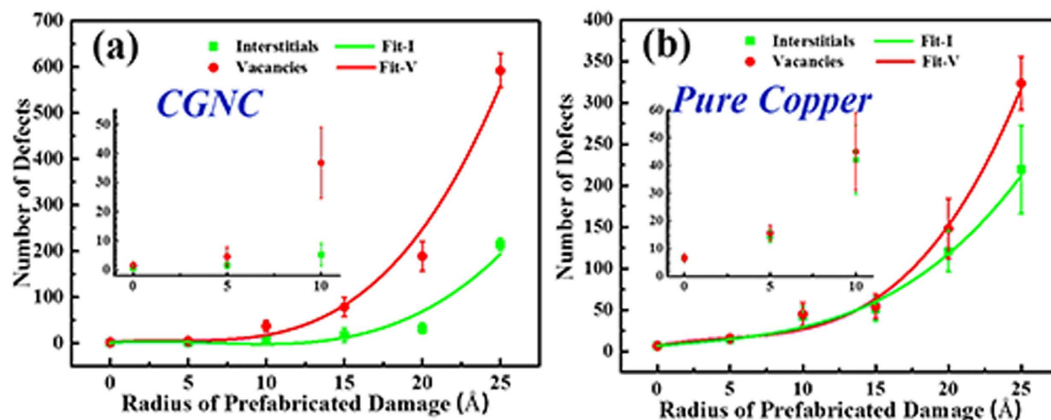 (a)
Interstitials
Fit-I
Vacancies
Fit-V
CGNC
Number of Defects
700
600
500
400
300
200
100
0
50
40
30
20
10
0
0
5
10
0 5 10 15 20 25
Radius of Prefabricated Damage (Å)
(b)
Interstitials
Fit-I
Vacancies
Fit-V
Pure Copper
Number of Defects
400
350
300
250
200
150
100
50
0
60
50
40
30
20
10
0
0
5
10
0 5 10 15 20 25
Radius of Prefabricated Damage (Å)